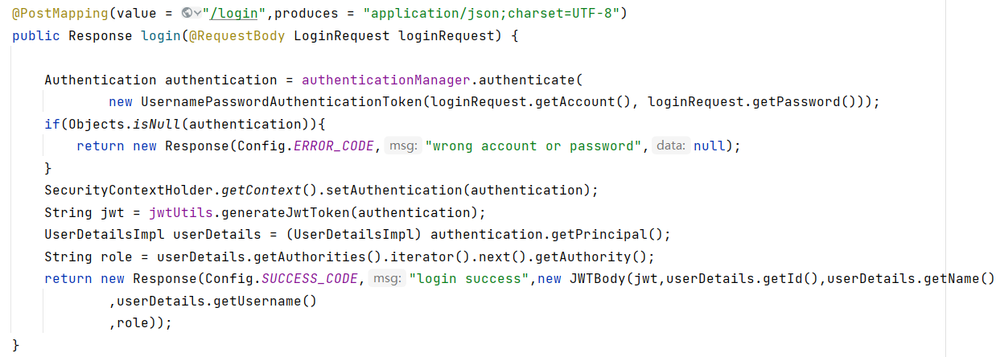 @PostMapping(value = "/login",produces = "application/json;charset=UTF-8")
public Response login(@RequestBody LoginRequest loginRequest) {
Authentication authentication = authenticationManager.authenticate(
new UsernamePasswordAuthenticationToken(loginRequest.getAccount(), loginRequest.getPassword()));
if(Objects.isNull(authentication)){
return new Response(Config.ERROR_CODE, msg: "wrong account or password", data: null);
}
SecurityContextHolder.getContext().setAuthentication(authentication);
String jwt = jwtUtils.generateJwtToken(authentication);
UserDetailsImpl userDetails = (UserDetailsImpl) authentication.getPrincipal();
String role = userDetails.getAuthorities().iterator().next().getAuthority();
return new Response(Config.SUCCESS_CODE, msg: "login success",new JWTBody(jwt,userDetails.getId(),userDetails.getName()
,userDetails.getUsername()
,role));
}